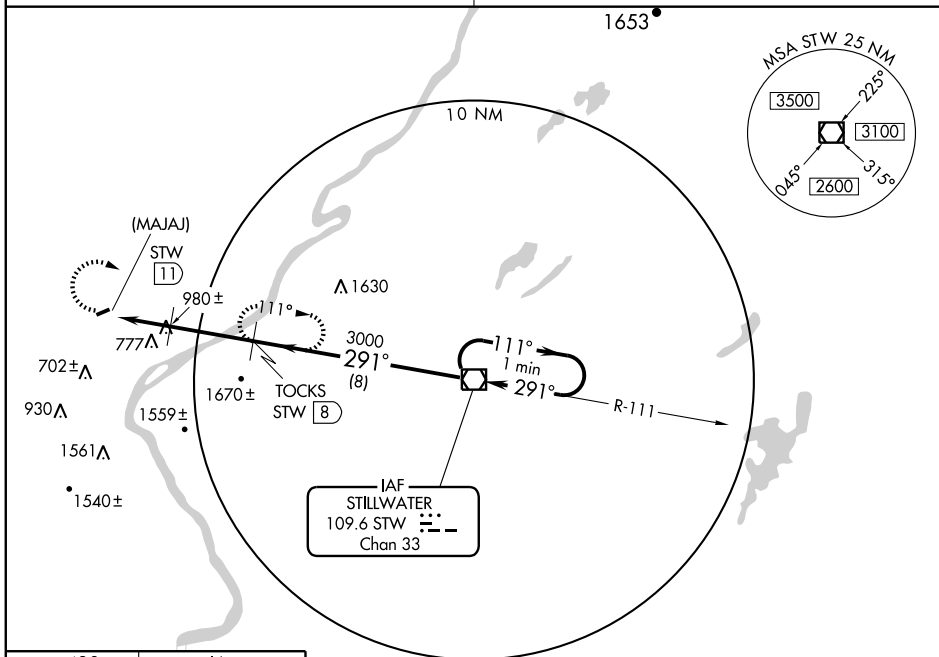 1653
MSA STW 25 NM
3500
225°
3100
045°
315°
2600
10 NM
(MAJAJ)
STW
11
980±
111°
1630
777
3000
291°
(8)
111°
1 min
291°
702±
1670±
TOCKS
STW 8
R-111
930
1559±
1561
1540±
IAF
STILLWATER
109.6 STW
Chan 33